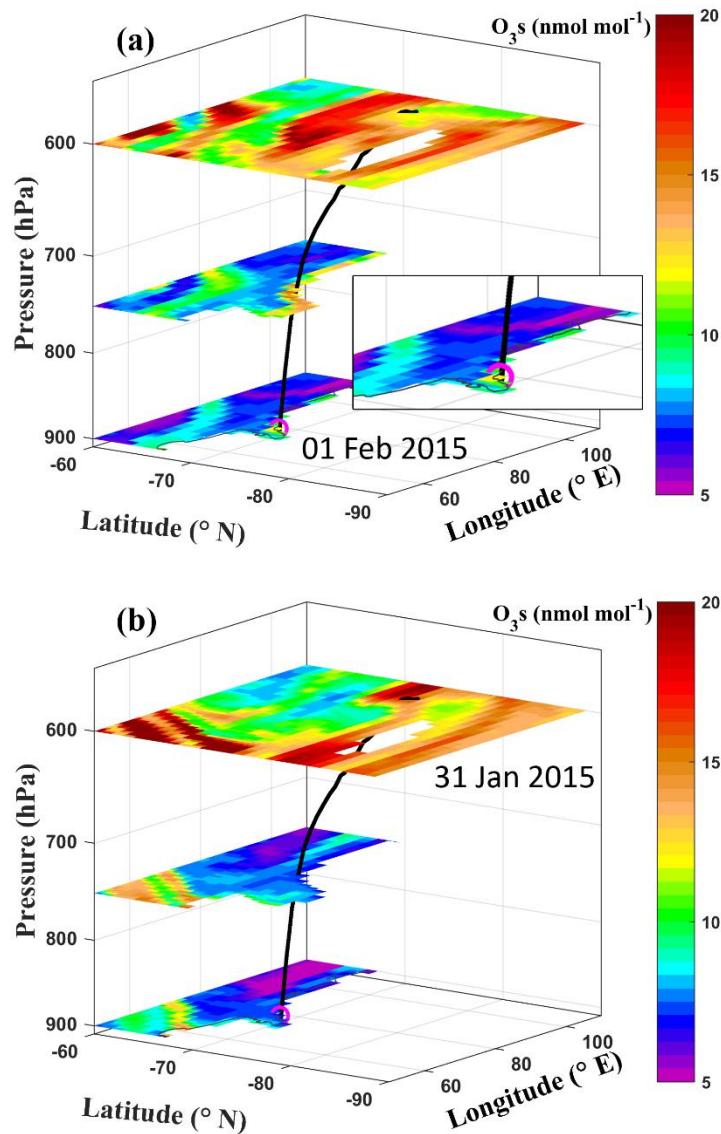 (a)
O₃s (nmol mol⁻¹)
20
15
10
5
Pressure (hPa)
600
700
800
900
-60
-70
-80
-90
Latitude (° N)
60
80
100
Longitude (° E)
01 Feb 2015
(b)
O₃s (nmol mol⁻¹)
20
15
10
5
Pressure (hPa)
600
700
800
900
-60
-70
-80
-90
Latitude (° N)
60
80
100
Longitude (° E)
31 Jan 2015